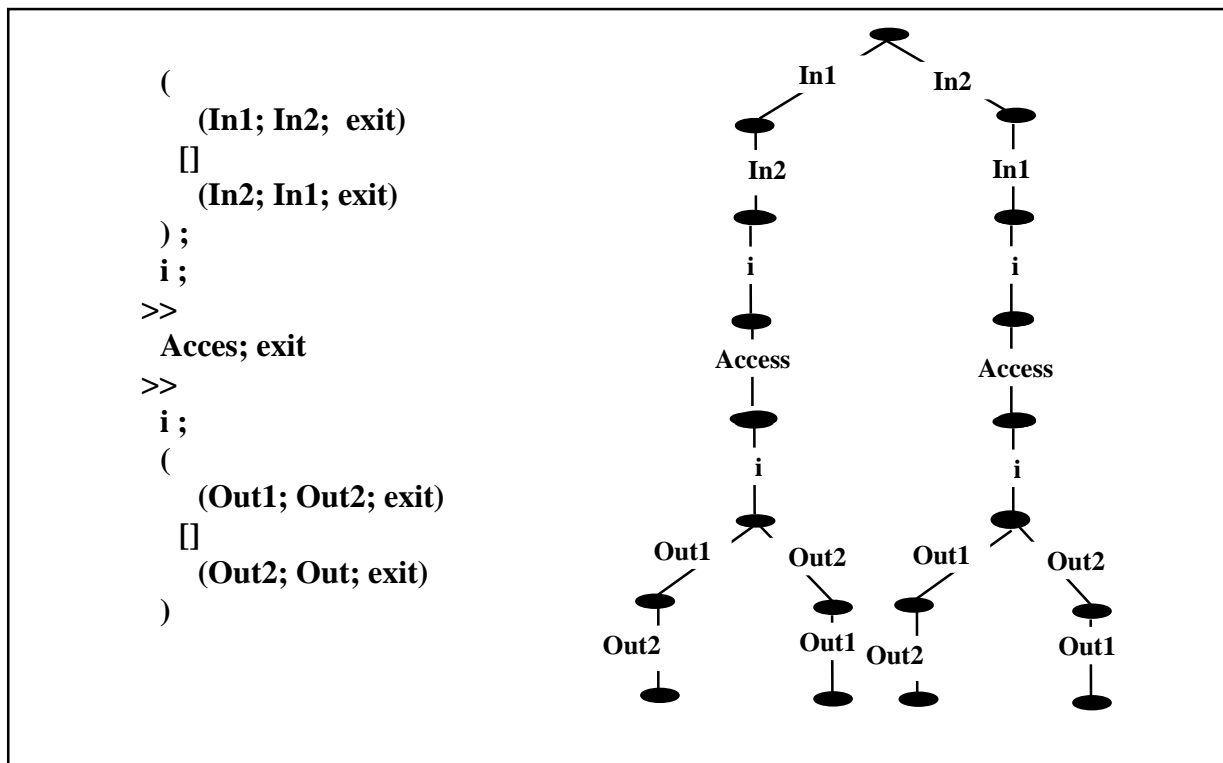 (
(In1; In2; exit)
[]
(In2; In1; exit)
) ;
i ;
>>
Acces; exit
>>
i ;
(
(Out1; Out2; exit)
[]
(Out2; Out; exit)
)
In1 In2
In2 In1
i i
Access Access
i i
Out1 Out2 Out1 Out2
Out2 Out1 Out2 Out1